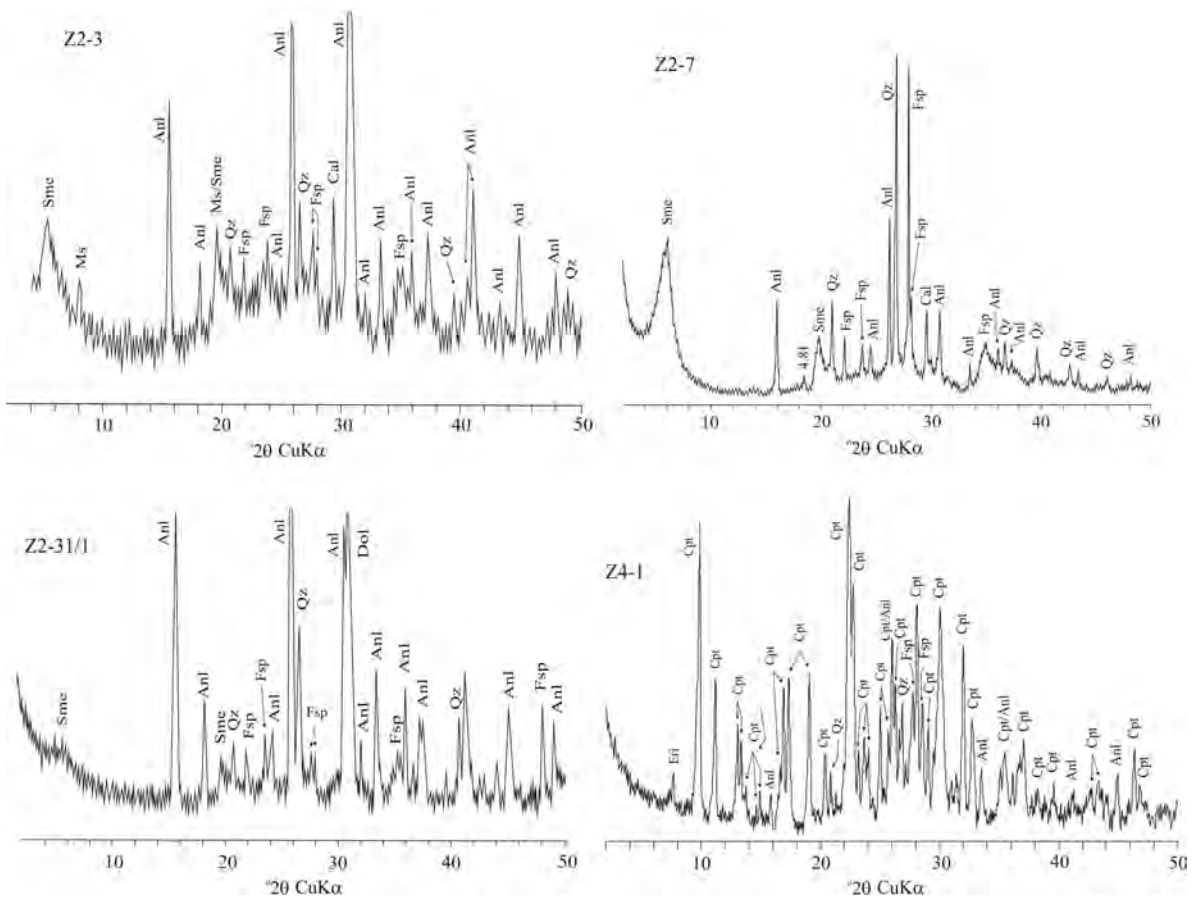 Z2-3
Sme
Ms
Anl
Anl
Ms/Sme
Qz
Fsp
Fsp
Anl
Anl
Qz
Fsp
Cal
Anl
Anl
Anl
Fsp
Anl
Anl
Qz
Anl
Anl
Anl
Anl
Qz
10 20 30 40 50
°2θ CuKα
Z2-7
Sme
Anl
4.81
Sme
Qz
Fsp
Fsp
Anl
Anl
Qz
Fsp
Fsp
Cal
Anl
Anl
Fsp
Anl
Qz
Anl
Qz
Qz
Anl
Qz
Anl
10 20 30 40 50
°2θ CuKα
Z2-31/1
Sme
Anl
Anl
Sme
Qz
Fsp
Fsp
Anl
Anl
Qz
Fsp
Anl
Dol
Anl
Anl
Fsp
Anl
Anl
Qz
Anl
Fsp
Anl
10 20 30 40 50
°2θ CuKα
Z4-1
Eri
Cpt
Cpt
Cpt
Cpt
Anl
Cpt
Cpt
Cpt
Qz
Cpt
Cpt
Cpt
Cpt
Cpt/Anl
Cpt
Qz
Fsp
Cpt
Fsp
Cpt
Cpt
Cpt
Cpt
Anl
Cpt/Anl
Cpt
Cpt
Cpt
Anl
Cpt
Anl
Cpt
Cpt
10 20 30 40 50
°2θ CuKα